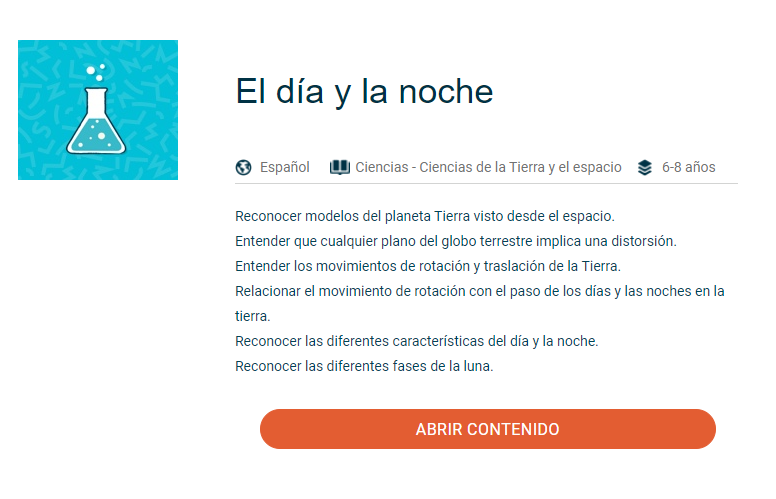 El día y la noche
Español
Ciencias - Ciencias de la Tierra y el espacio
6-8 años
Reconocer modelos del planeta Tierra visto desde el espacio.
Entender que cualquier plano del globo terrestre implica una distorsión.
Entender los movimientos de rotación y traslación de la Tierra.
Relacionar el movimiento de rotación con el paso de los días y las noches en la
tierra.
Reconocer las diferentes características del día y la noche.
Reconocer las diferentes fases de la luna.
ABRIR CONTENIDO